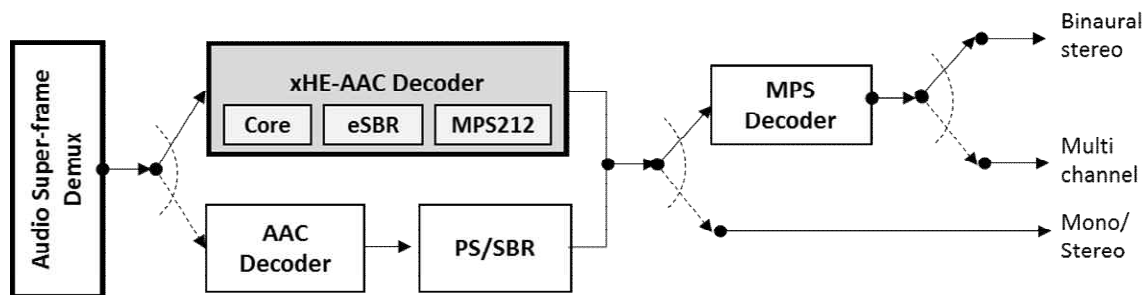 Audio Super-frame
Demux
xHE-AAC Decoder
Core
eSBR
MPS212
AAC
Decoder
PS/SBR
MPS
Decoder
Binaural
stereo
Multi
channel
Mono/
Stereo